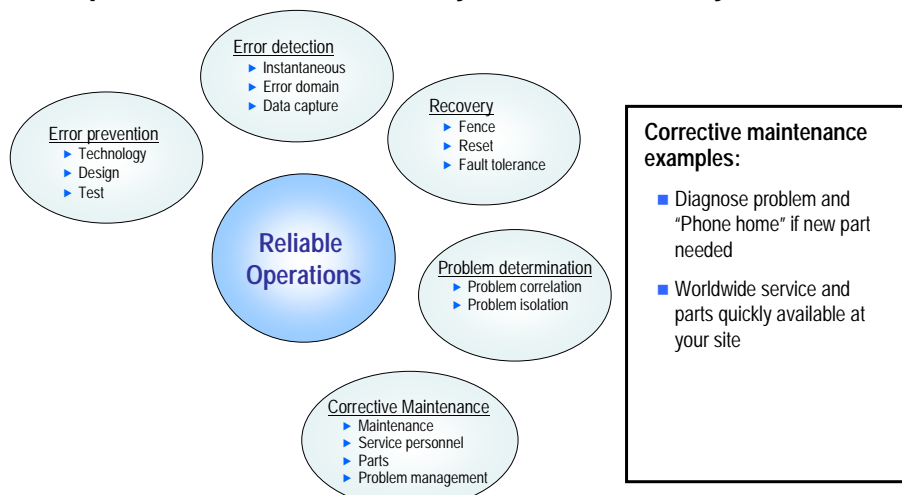 Error detection
Instantaneous
Error domain
Data capture
Recovery
Fence
Reset
Fault tolerance
Error prevention
Technology
Design
Test
Reliable
Operations
Problem determination
Problem correlation
Problem isolation
Corrective Maintenance
Maintenance
Service personnel
Parts
Problem management
Corrective maintenance
examples:
Diagnose problem and
“Phone home” if new part
needed
Worldwide service and
parts quickly available at
your site